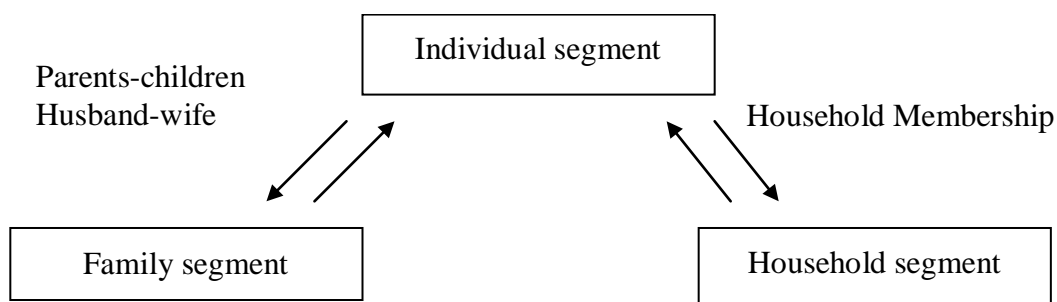 Individual segment
Parents-children
Husband-wife
Household Membership
Family segment
Household segment